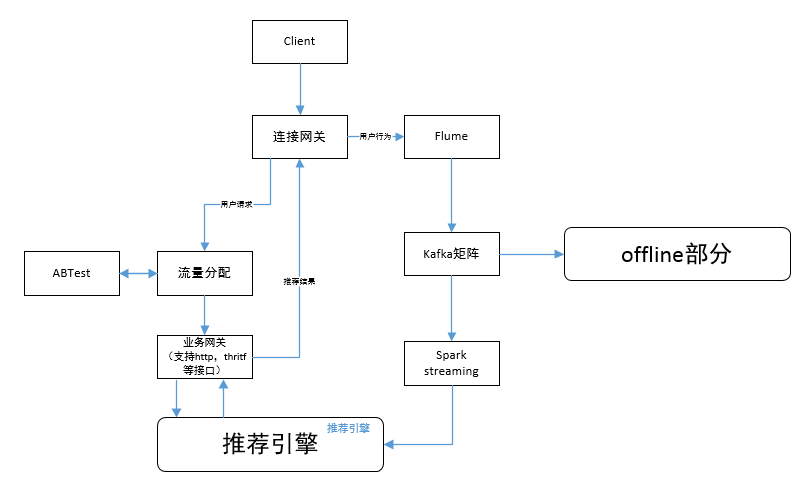 Client
连接网关
用户行为
Flume
用户请求
Kafka矩阵
offline部分
ABTest
流量分配
推荐结果
业务网关
（支持http，thritf
等接口）
Spark
streaming
推荐引擎
推荐引擎